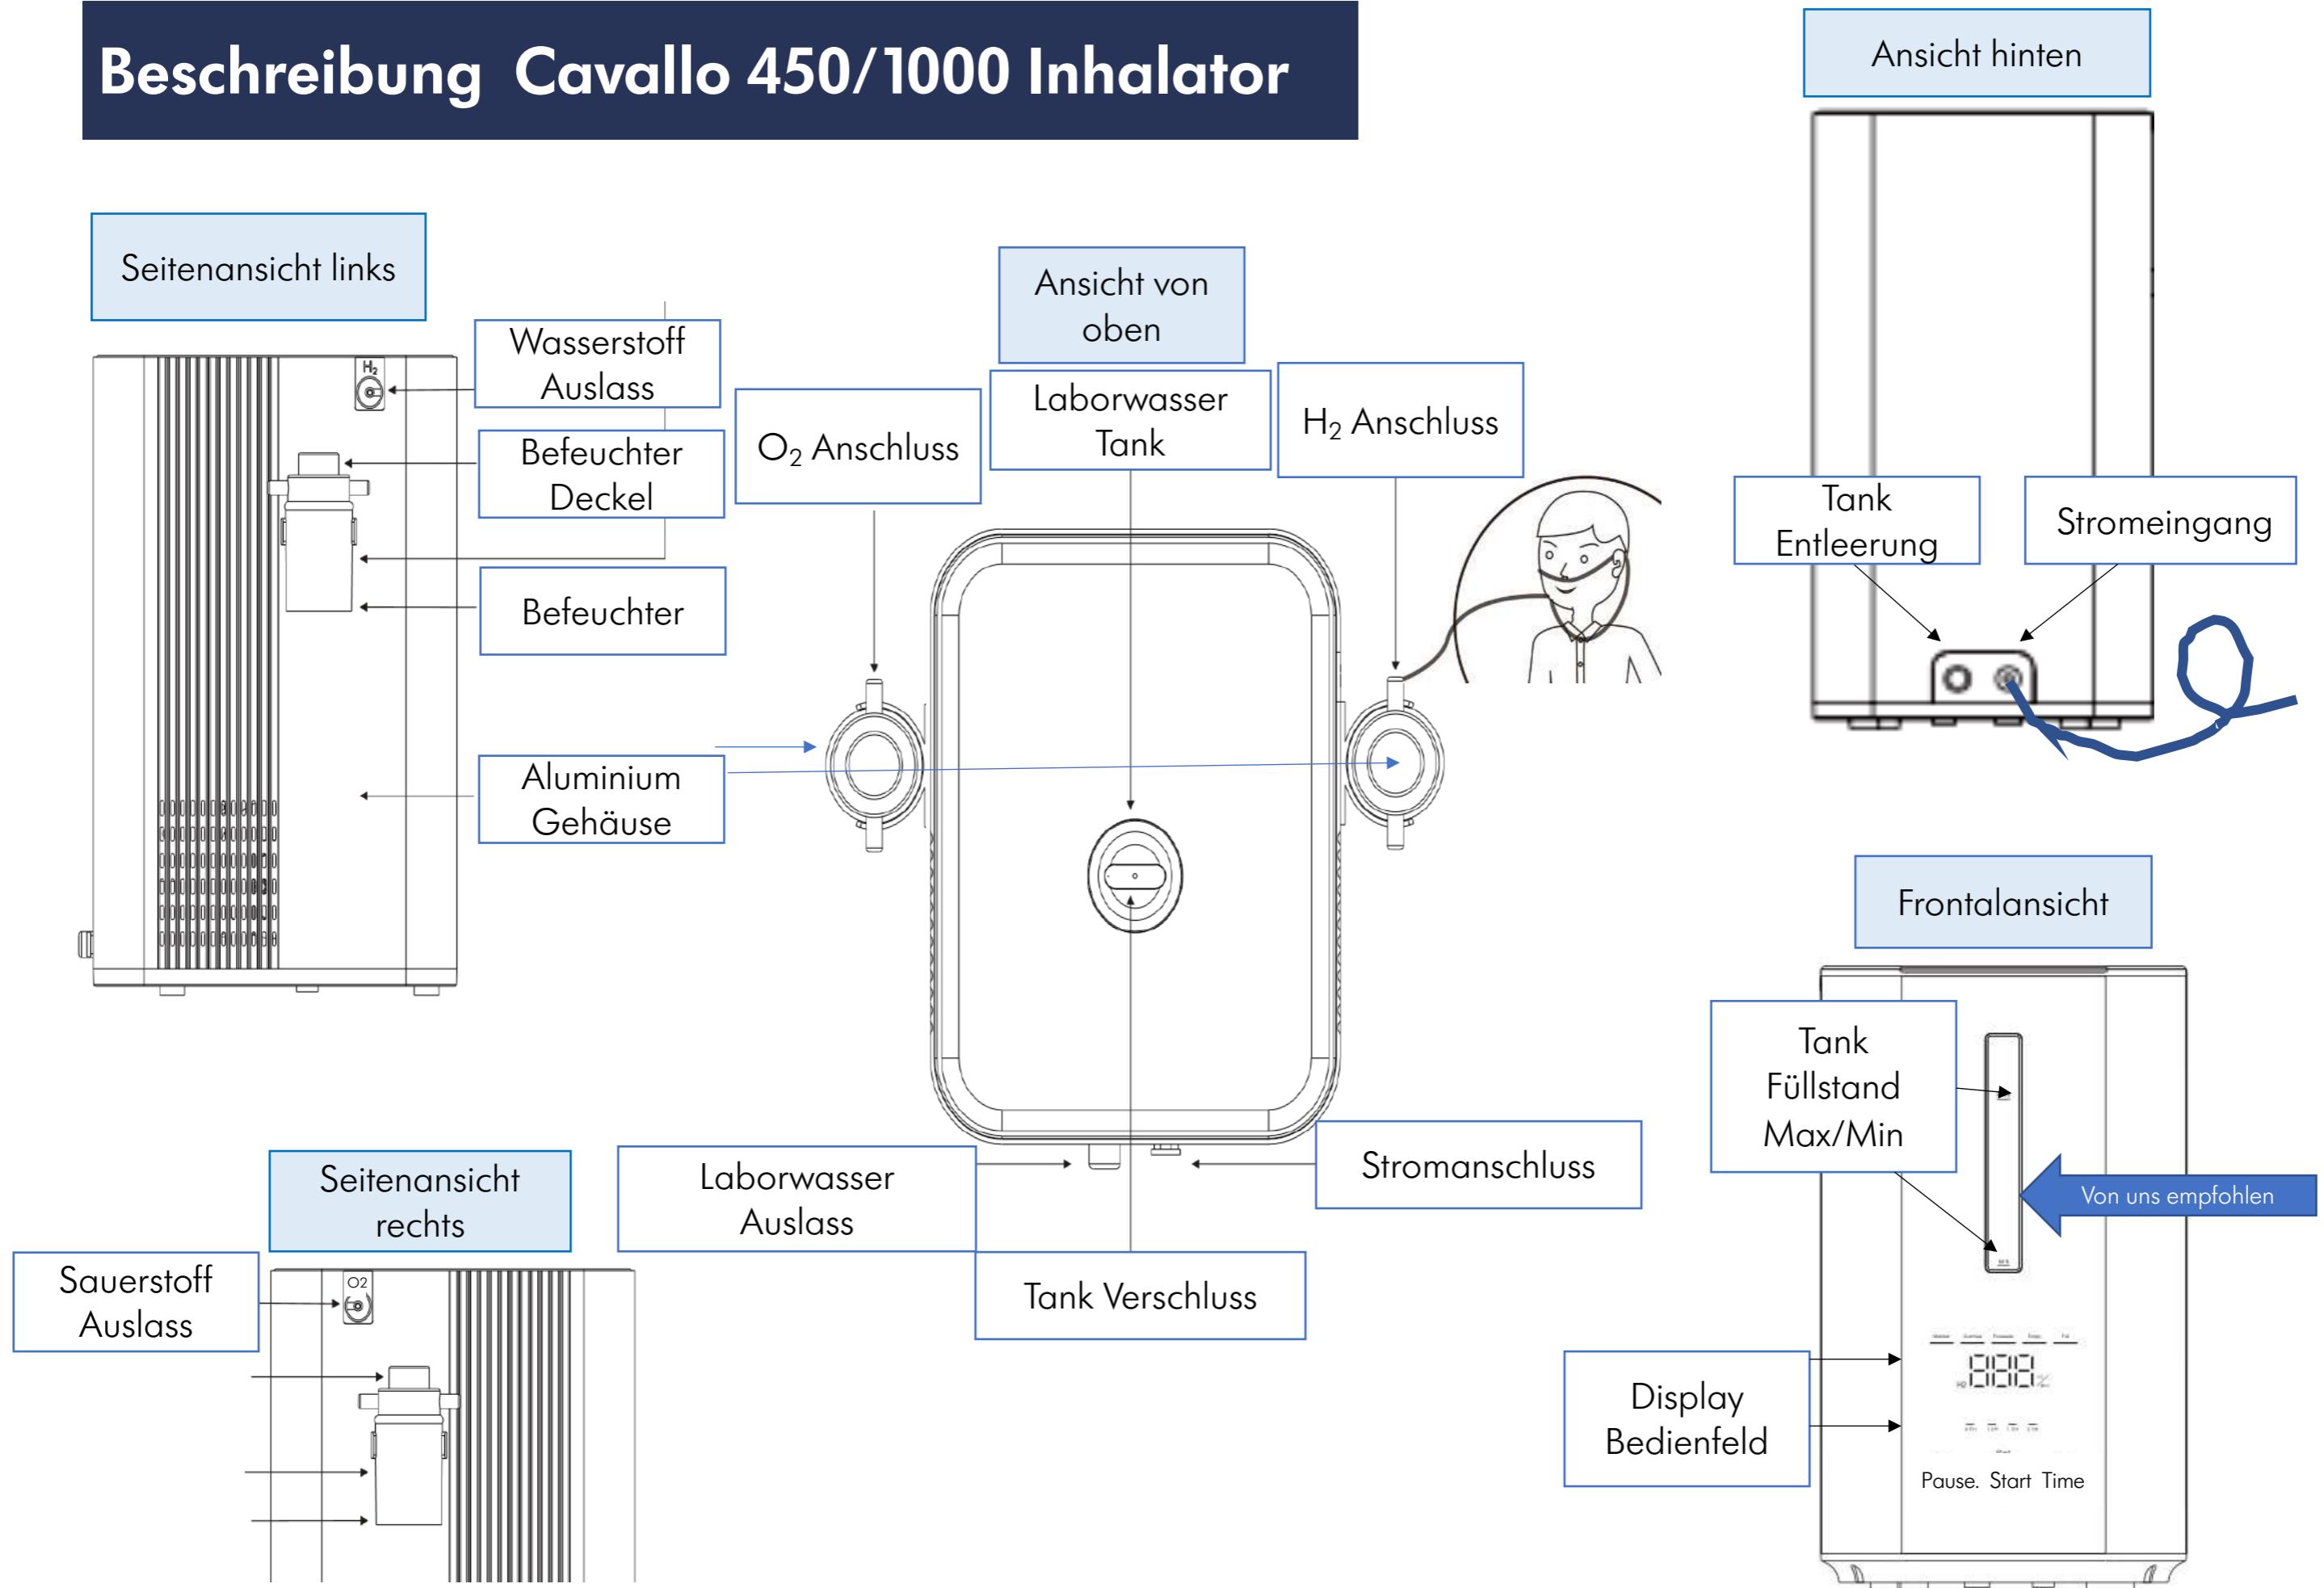 Beschreibung Cavallo 450/1000 Inhalator
Ansicht hinten
Seitenansicht links
Ansicht von
oben
Wasserstoff
Auslass
H₂
Befeuchter
Deckel
Befeuchter
Aluminium
Gehäuse
O₂ Anschluss
Laborwasser
Tank
H₂ Anschluss
Tank
Entleerung
Stromeingang
Frontalansicht
Tank
Füllstand
Max/Min
Von uns empfohlen
Laborwasser
Auslass
Stromanschluss
Tank Verschluss
Seitenansicht
rechts
Sauerstoff
Auslass
O2
Display
Bedienfeld
H2 888
Pause. Start Time